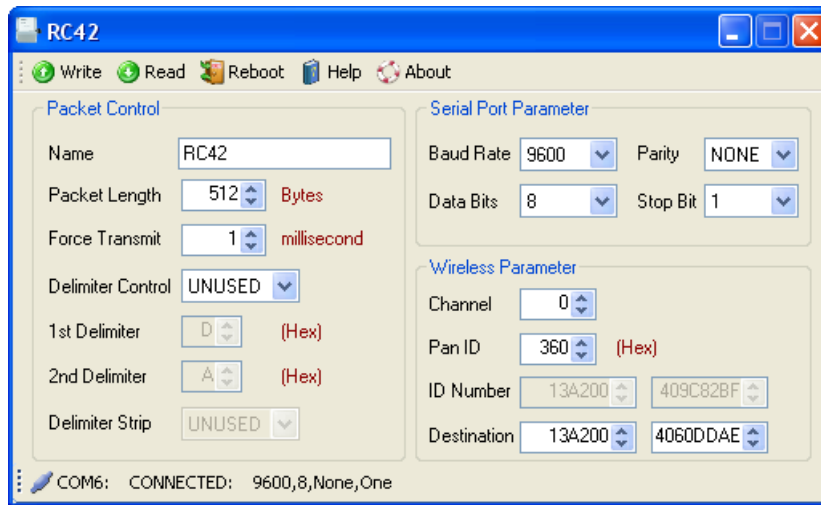 RC42
Write Read Reboot Help About
Packet Control
Name RC42
Packet Length 512 Bytes
Force Transmit 1 millisecond
Delimiter Control UNUSED
1st Delimiter D (Hex)
2nd Delimiter A (Hex)
Delimiter Strip UNUSED
Serial Port Parameter
Baud Rate 9600 Parity NONE
Data Bits 8 Stop Bit 1
Wireless Parameter
Channel 0
Pan ID 360 (Hex)
ID Number 13A200 409C82BF
Destination 13A200 4060DDAE
COM6: CONNECTED: 9600,8,None,One